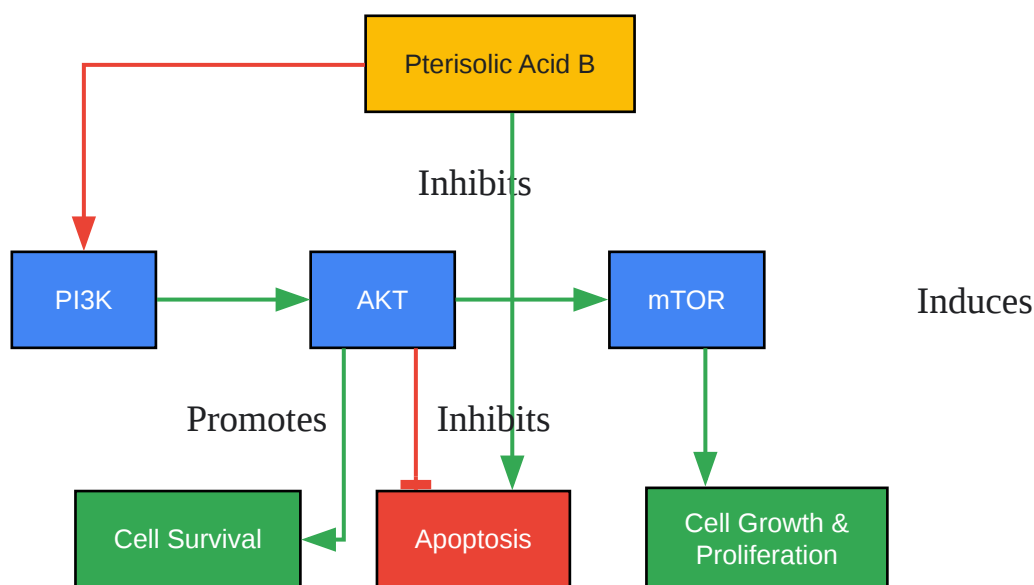 Pterisolic Acid B
Inhibits
PI3K
AKT
mTOR
Induces
Promotes
Inhibits
Cell Survival
Apoptosis
Cell Growth &
Proliferation